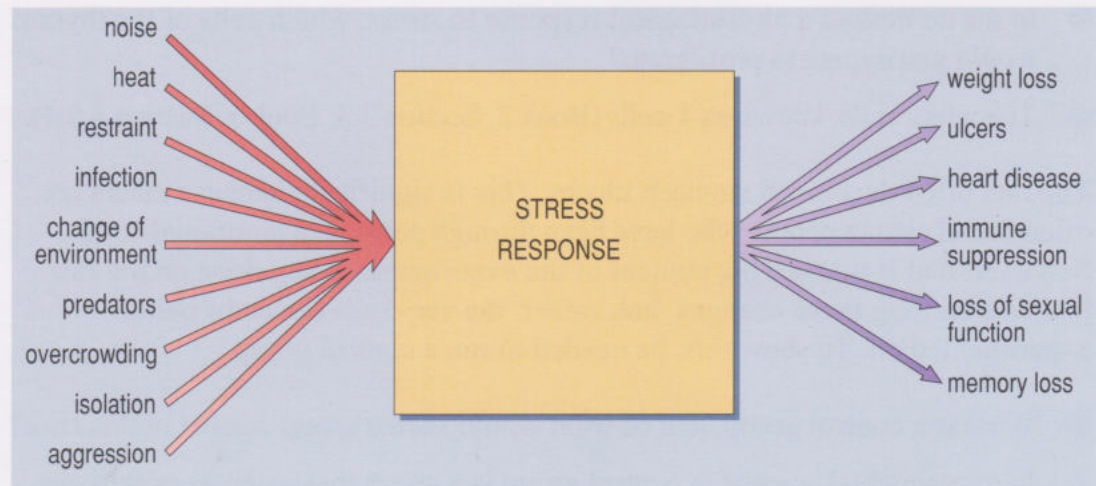 noise
heat
restraint
infection
change of
environment
predators
overcrowding
isolation
aggression
STRESS
RESPONSE
weight loss
ulcers
heart disease
immune
suppression
loss of sexual
function
memory loss